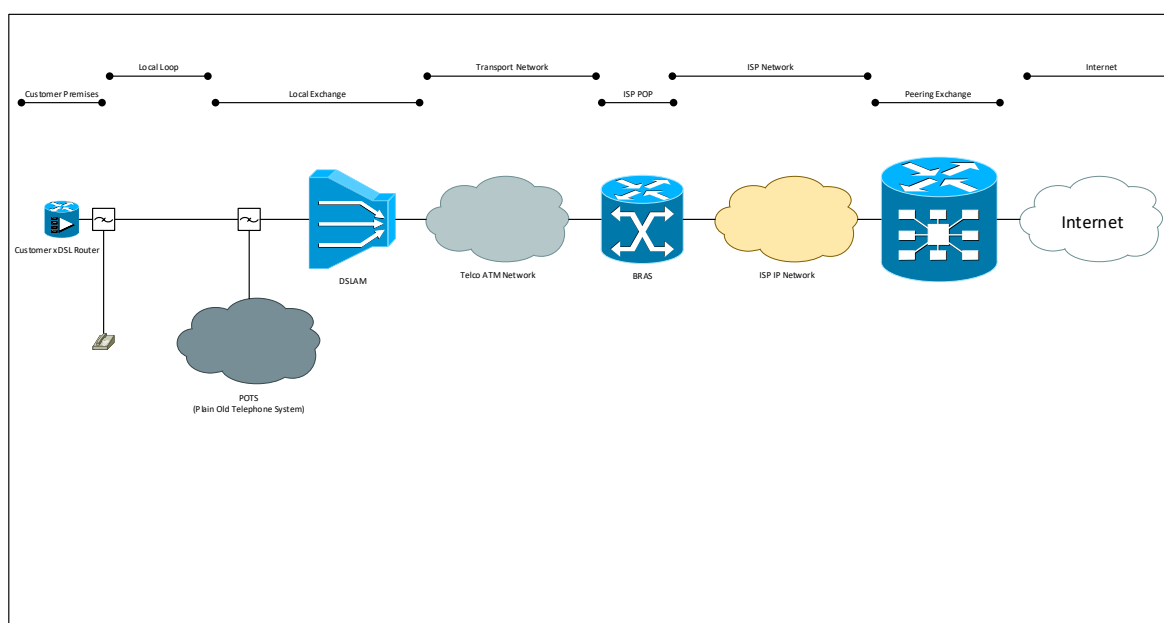 Local Loop
Transport Network
ISP Network
Internet
Customer Premises
Local Exchange
ISP POP
Peering Exchange
Internet
Customer xDSL Router
DSLAM
Telco ATM Network
BRAS
ISP IP Network
POTS
(Plain Old Telephone System)